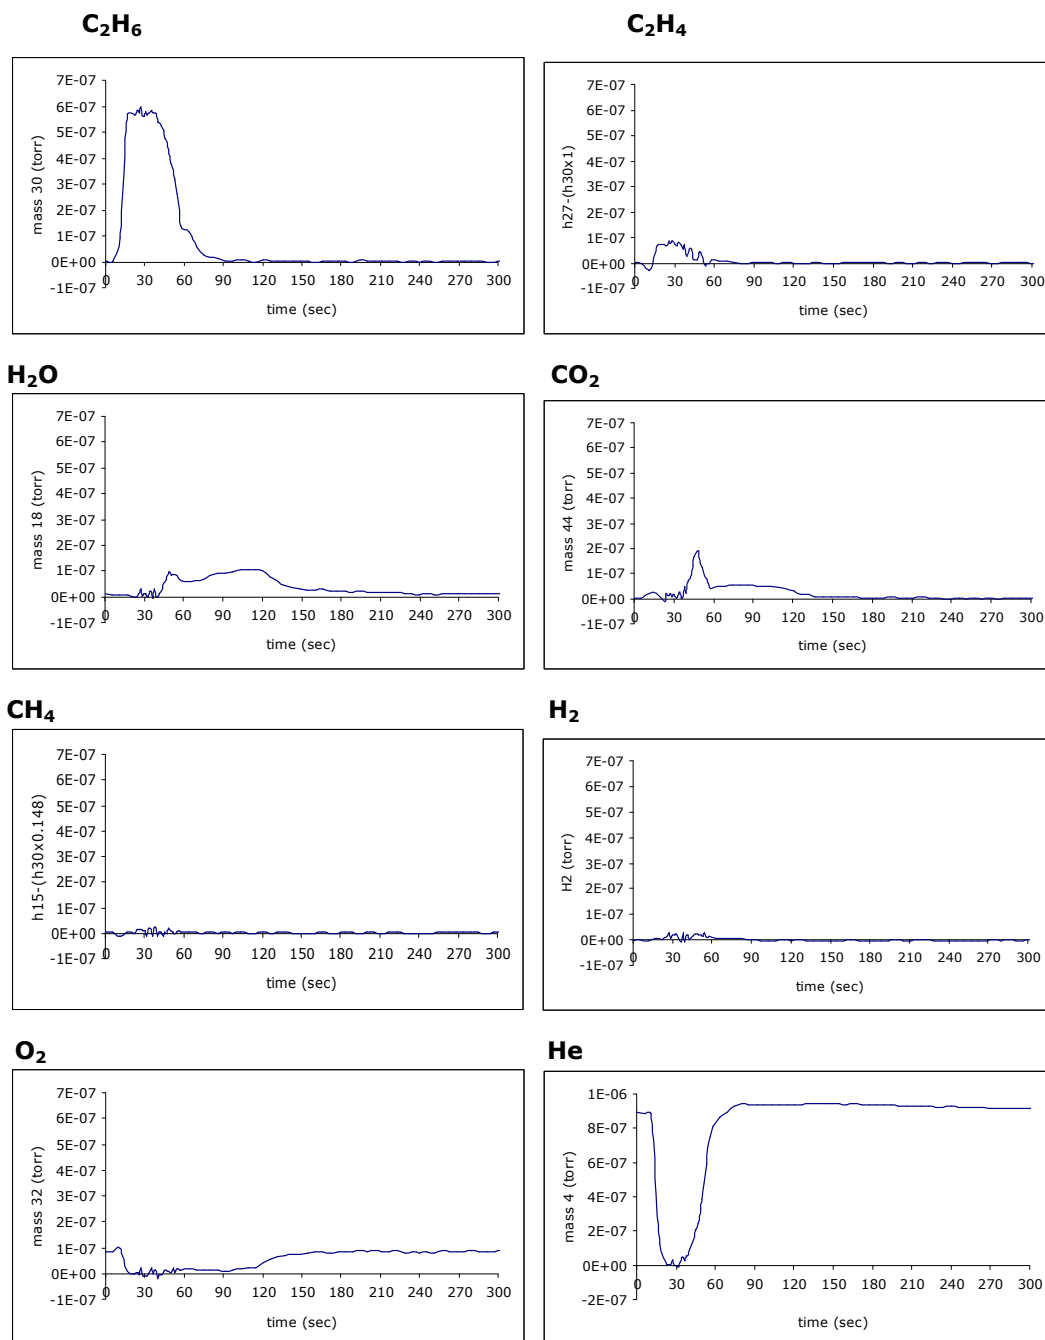 C₂H₆
7E-07
6E-07
5E-07
4E-07
3E-07
2E-07
1E-07
0E+00
-1E-07
mass 30 (torr)
0 30 60 90 120 150 180 210 240 270 300
time (sec)
C₂H₄
7E-07
6E-07
5E-07
4E-07
3E-07
2E-07
1E-07
0E+00
-1E-07
h27-(h30x1)
0 30 60 90 120 150 180 210 240 270 300
time (sec)
H₂O
7E-07
6E-07
5E-07
4E-07
3E-07
2E-07
1E-07
0E+00
-1E-07
mass 18 (torr)
0 30 60 90 120 150 180 210 240 270 300
time (sec)
CO₂
7E-07
6E-07
5E-07
4E-07
3E-07
2E-07
1E-07
0E+00
-1E-07
mass 44 (torr)
0 30 60 90 120 150 180 210 240 270 300
time (sec)
CH₄
7E-07
6E-07
5E-07
4E-07
3E-07
2E-07
1E-07
0E+00
-1E-07
h15-(h30x0.148)
0 30 60 90 120 150 180 210 240 270 300
time (sec)
H₂
7E-07
6E-07
5E-07
4E-07
3E-07
2E-07
1E-07
0E+00
-1E-07
H2 (torr)
0 30 60 90 120 150 180 210 240 270 300
time (sec)
O₂
7E-07
6E-07
5E-07
4E-07
3E-07
2E-07
1E-07
0E+00
-1E-07
mass 32 (torr)
0 30 60 90 120 150 180 210 240 270 300
time (sec)
He
1E-06
8E-07
6E-07
4E-07
2E-07
0E+00
-2E-07
mass 4 (torr)
0 30 60 90 120 150 180 210 240 270 300
time (sec)